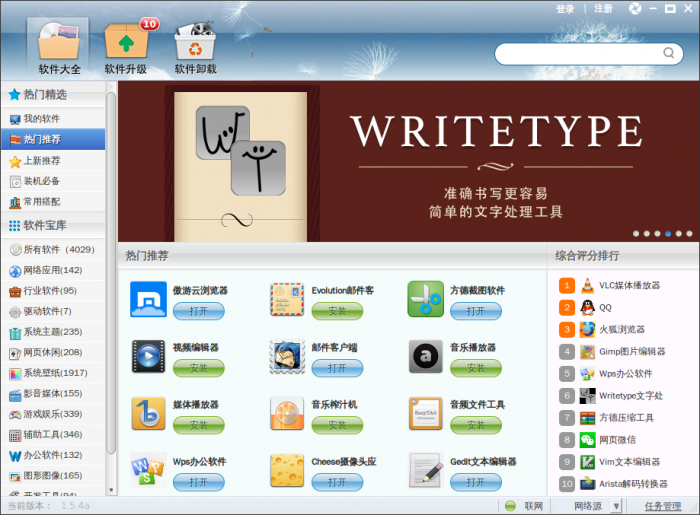 登录 | 注册
软件大全
软件升级
10
软件卸载
热门精选
我的软件
热门推荐
上新推荐
装机必备
常用搭配
软件宝库
所有软件 (4029)
网络应用(142)
行业软件(95)
驱动软件(7)
系统主题(235)
网页休闲(208)
系统壁纸(1917)
影音媒体(155)
游戏娱乐(339)
辅助工具(346)
办公软件(132)
图形图像(165)
开发工具(94)
WRITETYPE
准确书写更容易
简单的文字处理工具
热门推荐
傲游云浏览器
打开
Evolution邮件客
安装
方德截图软件
打开
视频编辑器
安装
邮件客户端
打开
音乐播放器
安装
媒体播放器
安装
音乐榨汁机
安装
音频文件工具
安装
Wps办公软件
打开
Cheese摄像头应
打开
Gedit文本编辑器
打开
综合评分排行
1 VLC媒体播放器
2 QQ
3 火狐浏览器
4 Gimp图片编辑器
5 Wps办公软件
6 Writetype文字处
7 方德压缩工具
8 网页微信
9 Vim文本编辑器
10 Arista解码转换器
当前版本： 1.5.4a
联网
网络源
任务管理